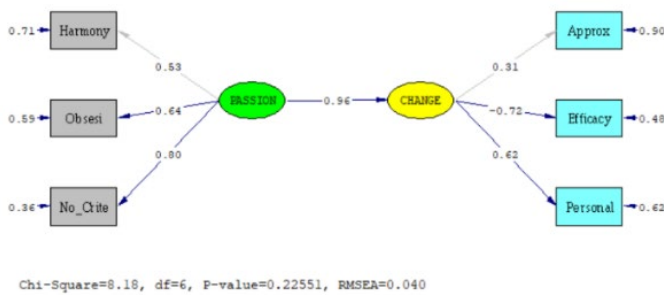 0.71 Harmony Approx 0.90
0.53 0.31
0.59 Obsesi 0.64 PASSION 0.96 CHANGE -0.72 Efficacy 0.48
0.80 0.62
0.36 No_Crite Personal 0.62
Chi-Square=8.18, df=6, P-value=0.22551, RMSEA=0.040